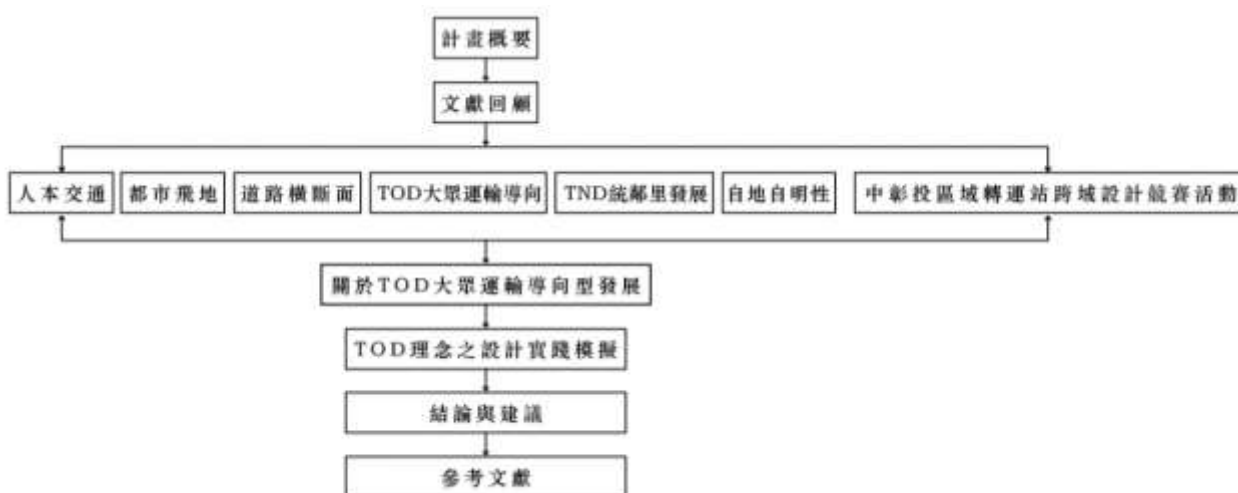 計畫概要
文獻回顧
人本交通
都市飛地
道路橫斷面
TOD大眾運輸導向
TND統鄰里發展
自地自明性
中彰投區域轉運站跨域設計競賽活動
關於TOD大眾運輸導向型發展
TOD理念之設計實踐模擬
結論與建議
參考文獻